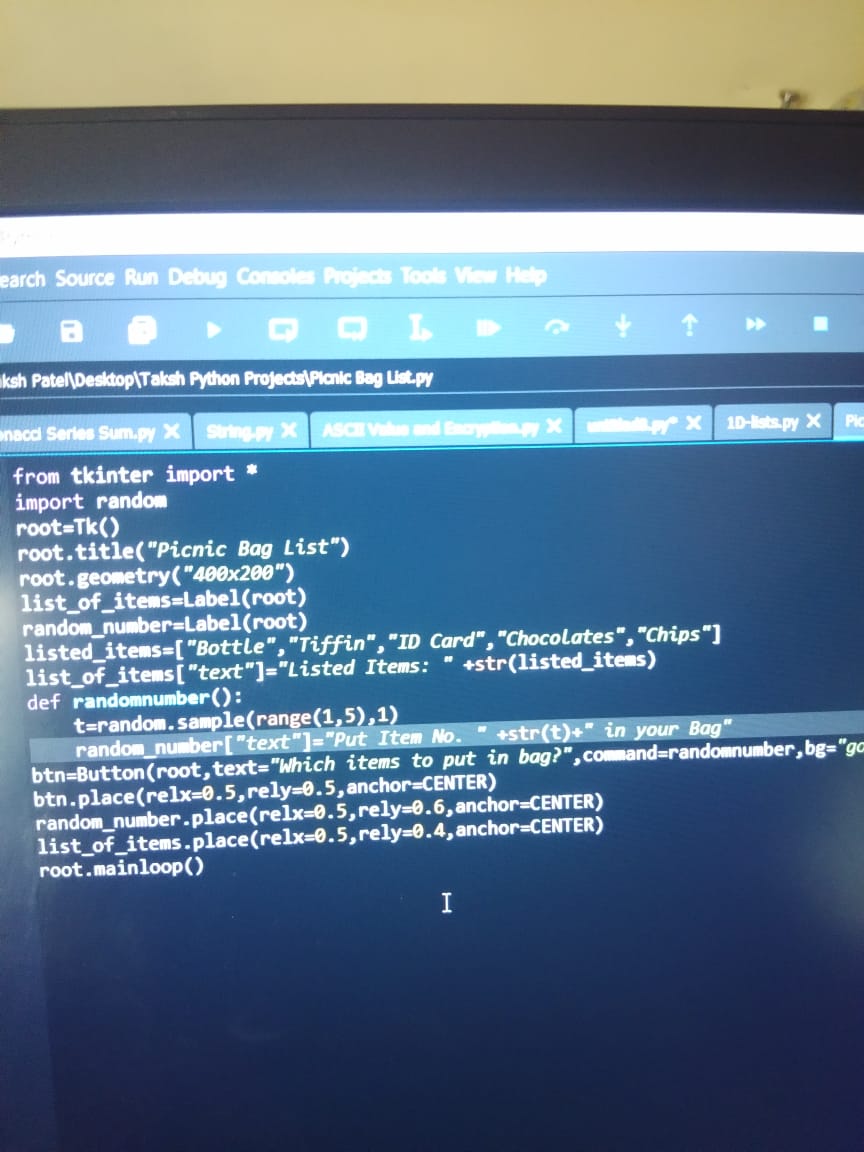 earch Source Run Debug Consoles Projects Tools View Help
ksh Patel\Desktop\Taksh Python Projects\Picnic Bag List.py
nacci Series Sum.py String.py ASCII Value and Encryption.py 1D-lists.py Pic
from tkinter import *
import random
root=Tk()
root.title("Picnic Bag List")
root.geometry("400x200")
list_of_items=Label(root)
random_number=Label(root)
listed_items=["Bottle","Tiffin","ID Card","Chocolates","Chips"]
list_of_items["text"]="Listed Items: " +str(listed_items)
def randomnumber():
    t=random.sample(range(1,5),1)
    random_number["text"]="Put Item No. " +str(t)+" in your Bag"
btn=Button(root,text="Which items to put in bag?",command=randomnumber,bg="go
btn.place(relx=0.5,rely=0.5,anchor=CENTER)
random_number.place(relx=0.5,rely=0.6,anchor=CENTER)
list_of_items.place(relx=0.5,rely=0.4,anchor=CENTER)
root.mainloop()